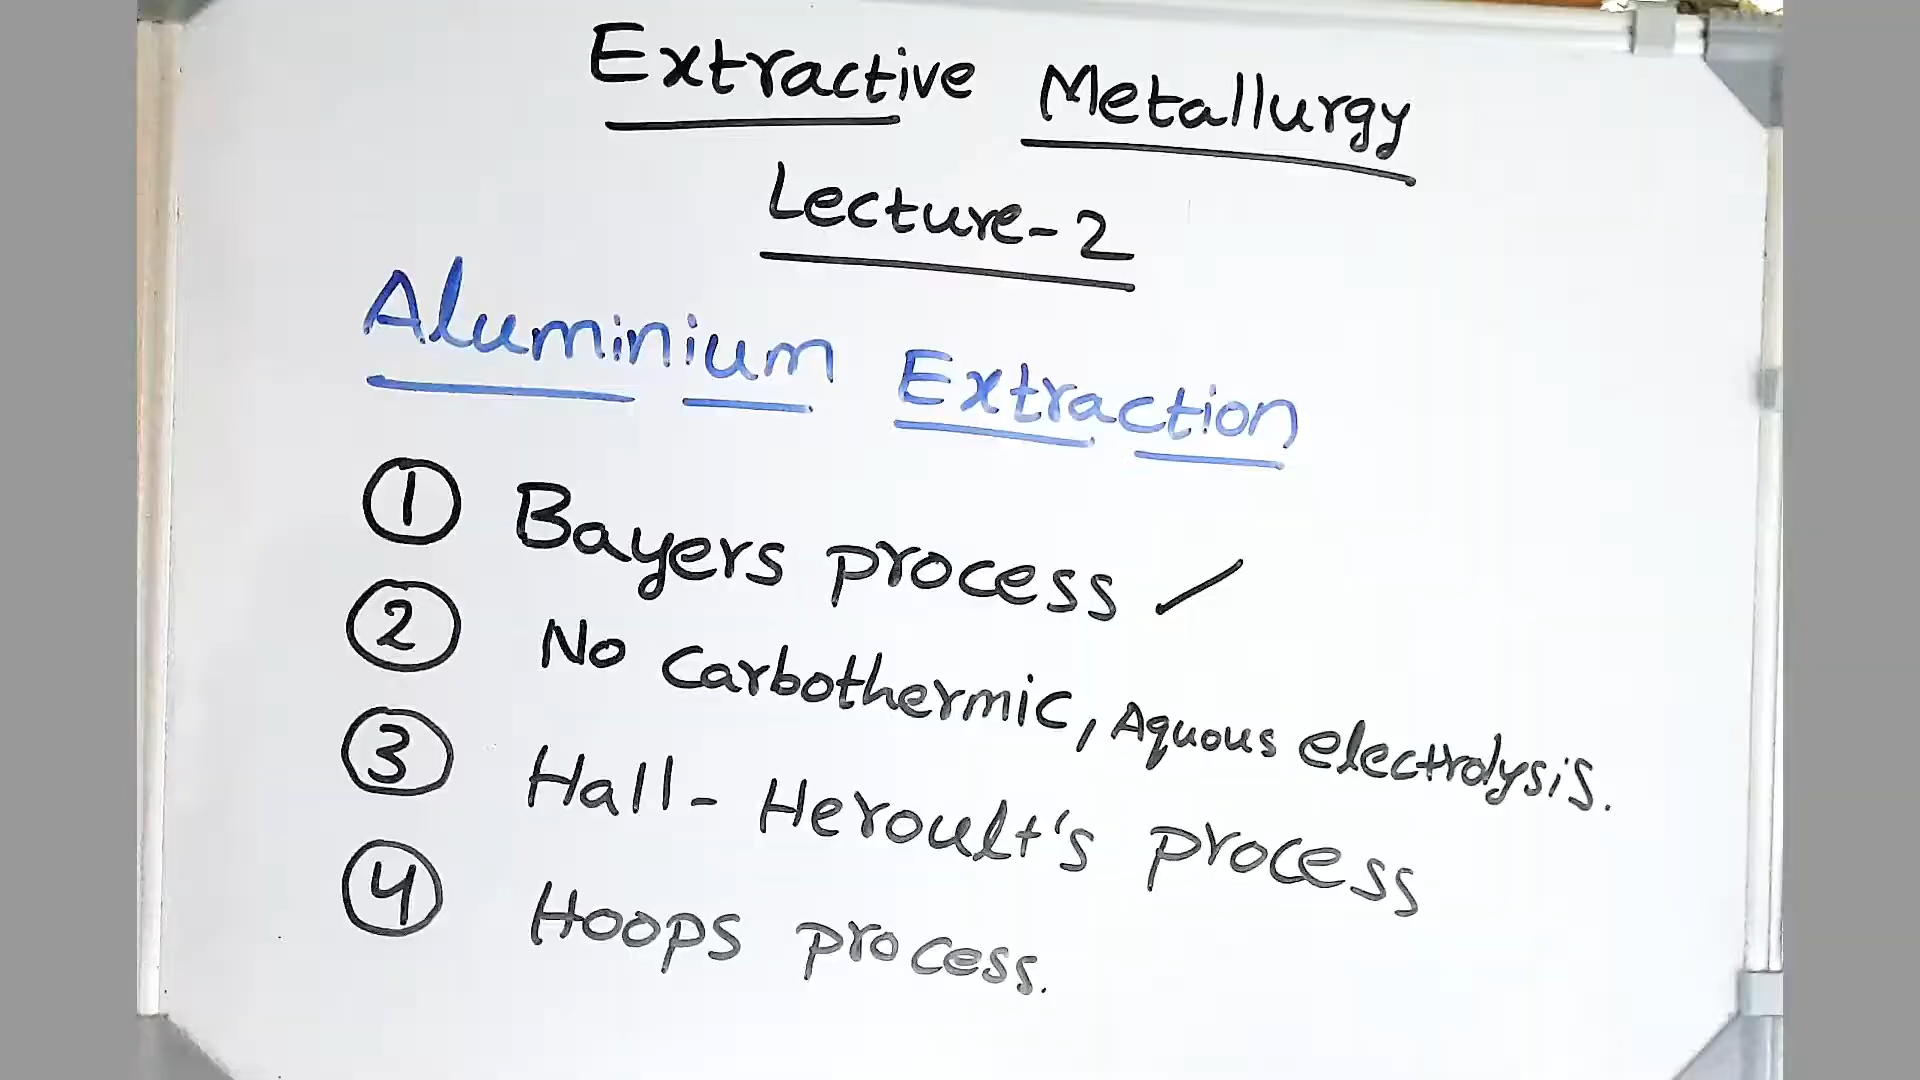 Extractive Metallurgy
Lecture-2
Aluminium Extraction
① Bayers process
② No Carbothermic, Aquous electrolysis.
③ Hall-Heroult's process
④ Hoops process.